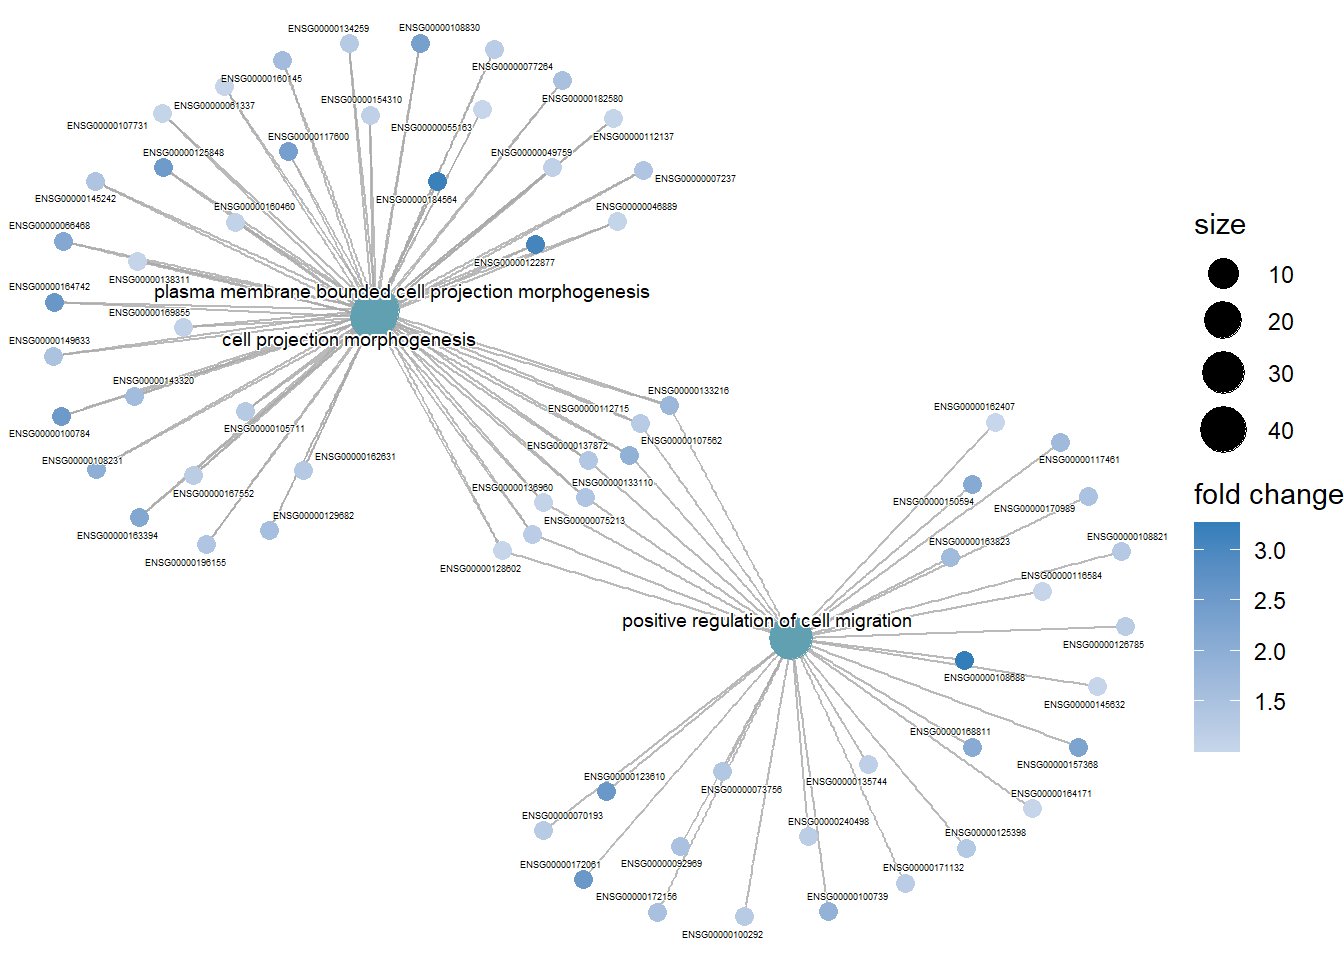 ENSG00000134259
ENSG00000108830
ENSG00000077264
ENSG00000160145
ENSG00000182580
ENSG00000061337
ENSG00000154310
ENSG00000107731
ENSG00000055163
ENSG00000112137
ENSG00000117600
ENSG00000125848
ENSG00000049759
ENSG00000007237
ENSG00000145242
ENSG00000184564
ENSG00000160460
ENSG00000046889
ENSG00000066468
ENSG00000122877
ENSG00000138311
ENSG00000164742
plasma membrane bounded cell projection morphogenesis
ENSG00000169855
cell projection morphogenesis
ENSG00000149633
ENSG00000143320
ENSG00000133216
ENSG00000112715
ENSG00000105711
ENSG00000100784
ENSG00000107562
ENSG00000137872
ENSG00000162631
ENSG00000108231
ENSG00000133110
ENSG00000136960
ENSG00000167552
ENSG00000129682
ENSG00000075213
ENSG00000163394
ENSG00000196155
ENSG00000128602
ENSG00000162407
ENSG00000117461
ENSG00000150594
ENSG00000170989
ENSG00000163823
ENSG00000108821
ENSG00000116584
positive regulation of cell migration
ENSG00000126785
ENSG00000108688
ENSG00000145632
ENSG00000168811
ENSG00000157368
ENSG00000123610
ENSG00000135744
ENSG00000073756
ENSG00000164171
ENSG00000070193
ENSG00000240498
ENSG00000125398
ENSG00000172061
ENSG00000092969
ENSG00000171132
ENSG00000172156
ENSG00000100739
ENSG00000100292
size
10
20
30
40
fold change
3.0
2.5
2.0
1.5